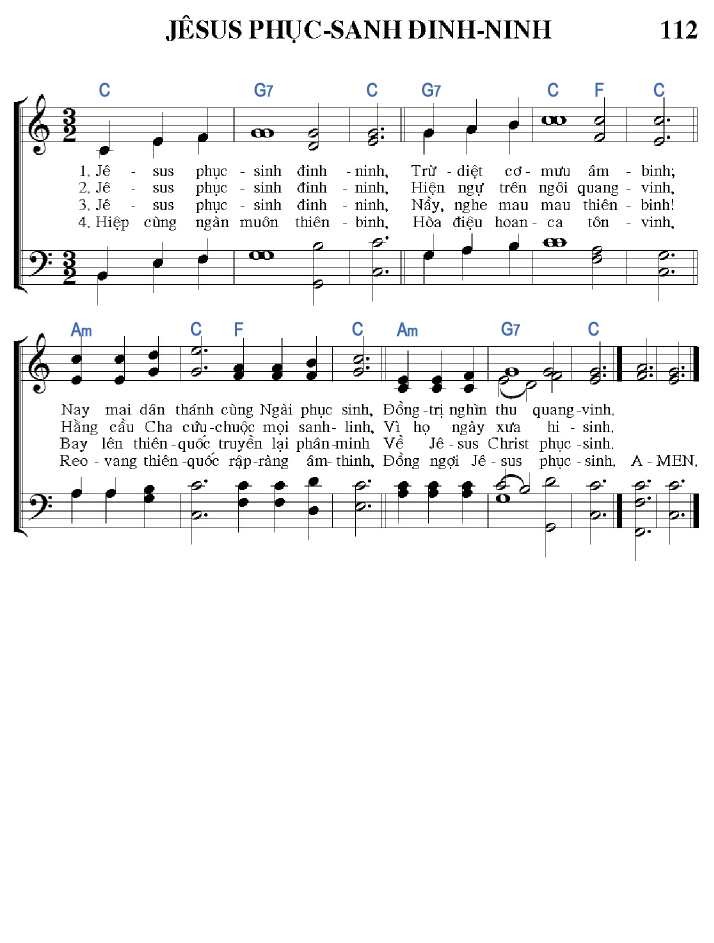 JÊSUS PHỤC-SANH ĐINH-NINH 112
C G7 C G7 C F C
3 2
1. Jê - sus phục - sinh đinh - ninh, Trừ - diệt cơ - mưu âm - binh;
2. Jê - sus phục - sinh đinh - ninh, Hiện ngự trên ngôi quang - vinh,
3. Jê - sus phục - sinh đinh - ninh, Nầy, nghe mau mau thiên - binh!
4. Hiệp cùng ngàn muôn thiên - binh, Hòa điệu hoan - ca tôn - vinh,
3 2
Am C F C Am G7 C
Nay mai dân thánh cùng Ngài phục sinh, Đồng-trị nghìn thu quang-vinh.
Hằng cầu Cha cứu-chuộc mọi sanh-linh, Vì họ ngày xưa hi - sinh.
Bay lên thiên-quốc truyền lại phân-minh Về Jê-sus Christ phục-sinh.
Reo-vang thiên-quốc rập-ràng âm-thinh, Đồng ngợi Jê-sus phục-sinh. A-MEN.